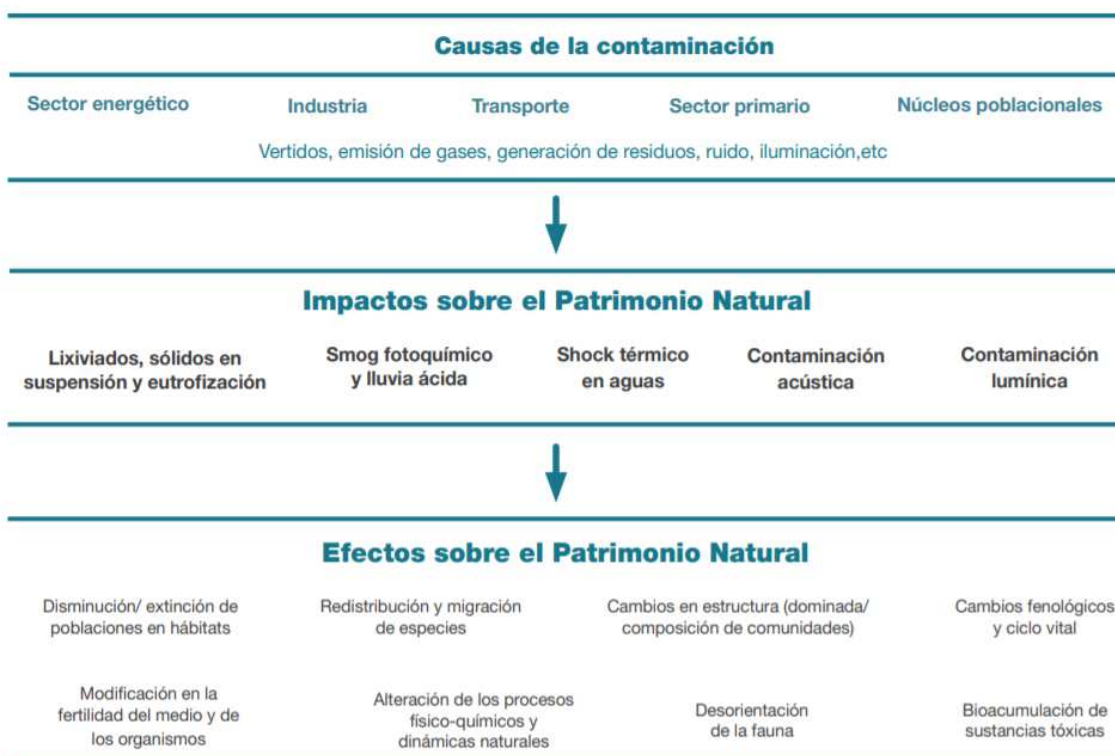 Causas de la contaminación
Sector energético Industria Transporte Sector primario Núcleos poblacionales
Vertidos, emisión de gases, generación de residuos, ruido, iluminación,etc
Impactos sobre el Patrimonio Natural
Lixiviados, sólidos en
suspensión y eutrofización
Smog fotoquímico
y lluvia ácida
Shock térmico
en aguas
Contaminación
acústica
Contaminación
lumínica
Efectos sobre el Patrimonio Natural
Disminución/ extinción de
poblaciones en hábitats
Redistribución y migración
de especies
Cambios en estructura (dominada/
composición de comunidades)
Cambios fenológicos
y ciclo vital
Modificación en la
fertilidad del medio y de
los organismos
Alteración de los procesos
físico-químicos y
dinámicas naturales
Desorientación
de la fauna
Bioacumulación de
sustancias tóxicas